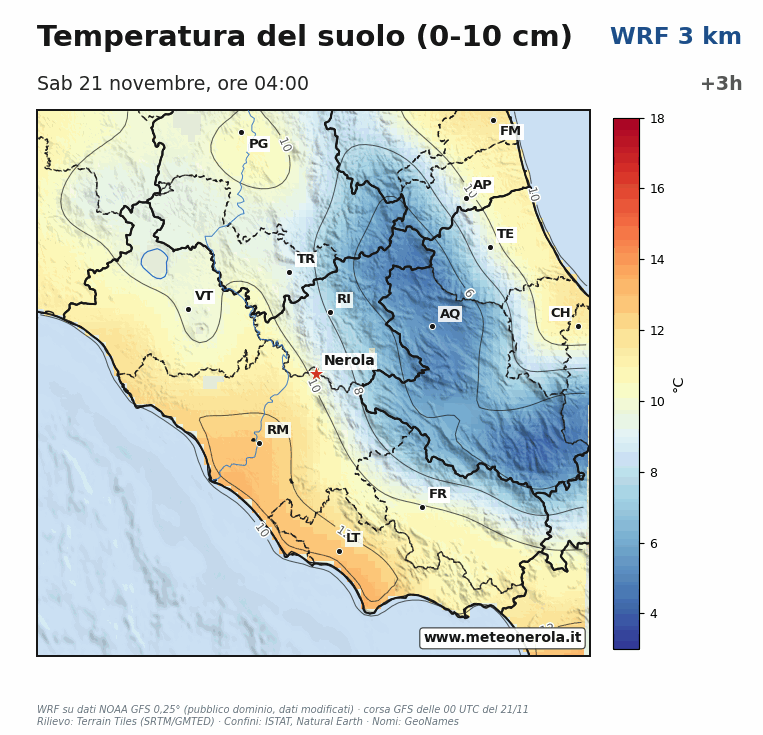 Temperatura del suolo (0-10 cm) WRF 3 km
Sab 21 novembre, ore 04:00 +3h
FM
PG
10
AP
10
10
TE
TR
6
VT
RI
AQ
CH
Nerola
10
8
RM
FR
10
LT
www.meteonerola.it
18
16
14
12
10
8
6
4
°C
WRF su dati NOAA GFS 0,25° (pubblico dominio, dati modificati) · corsa GFS delle 00 UTC del 21/11
Rilievo: Terrain Tiles (SRTM/GMTED) · Confini: ISTAT, Natural Earth · Nomi: GeoNames